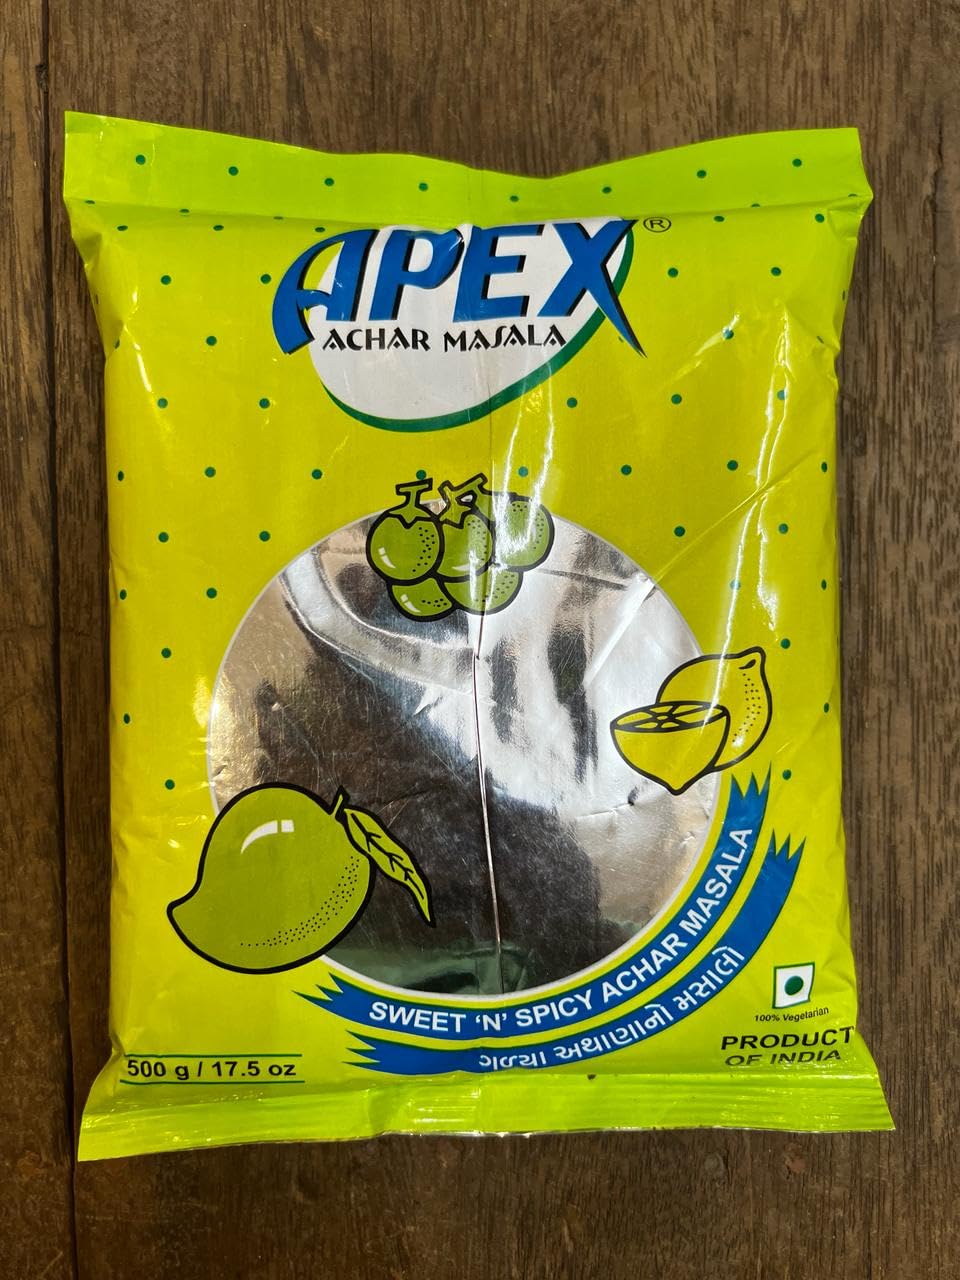 APEX ®
ACHAR MASALA
SWEET 'N' SPICY ACHAR MASALA
ગળ્યા અથાણાનો મસાલો
100% Vegetarian
PRODUCT
OF INDIA
500 g / 17.5 oz